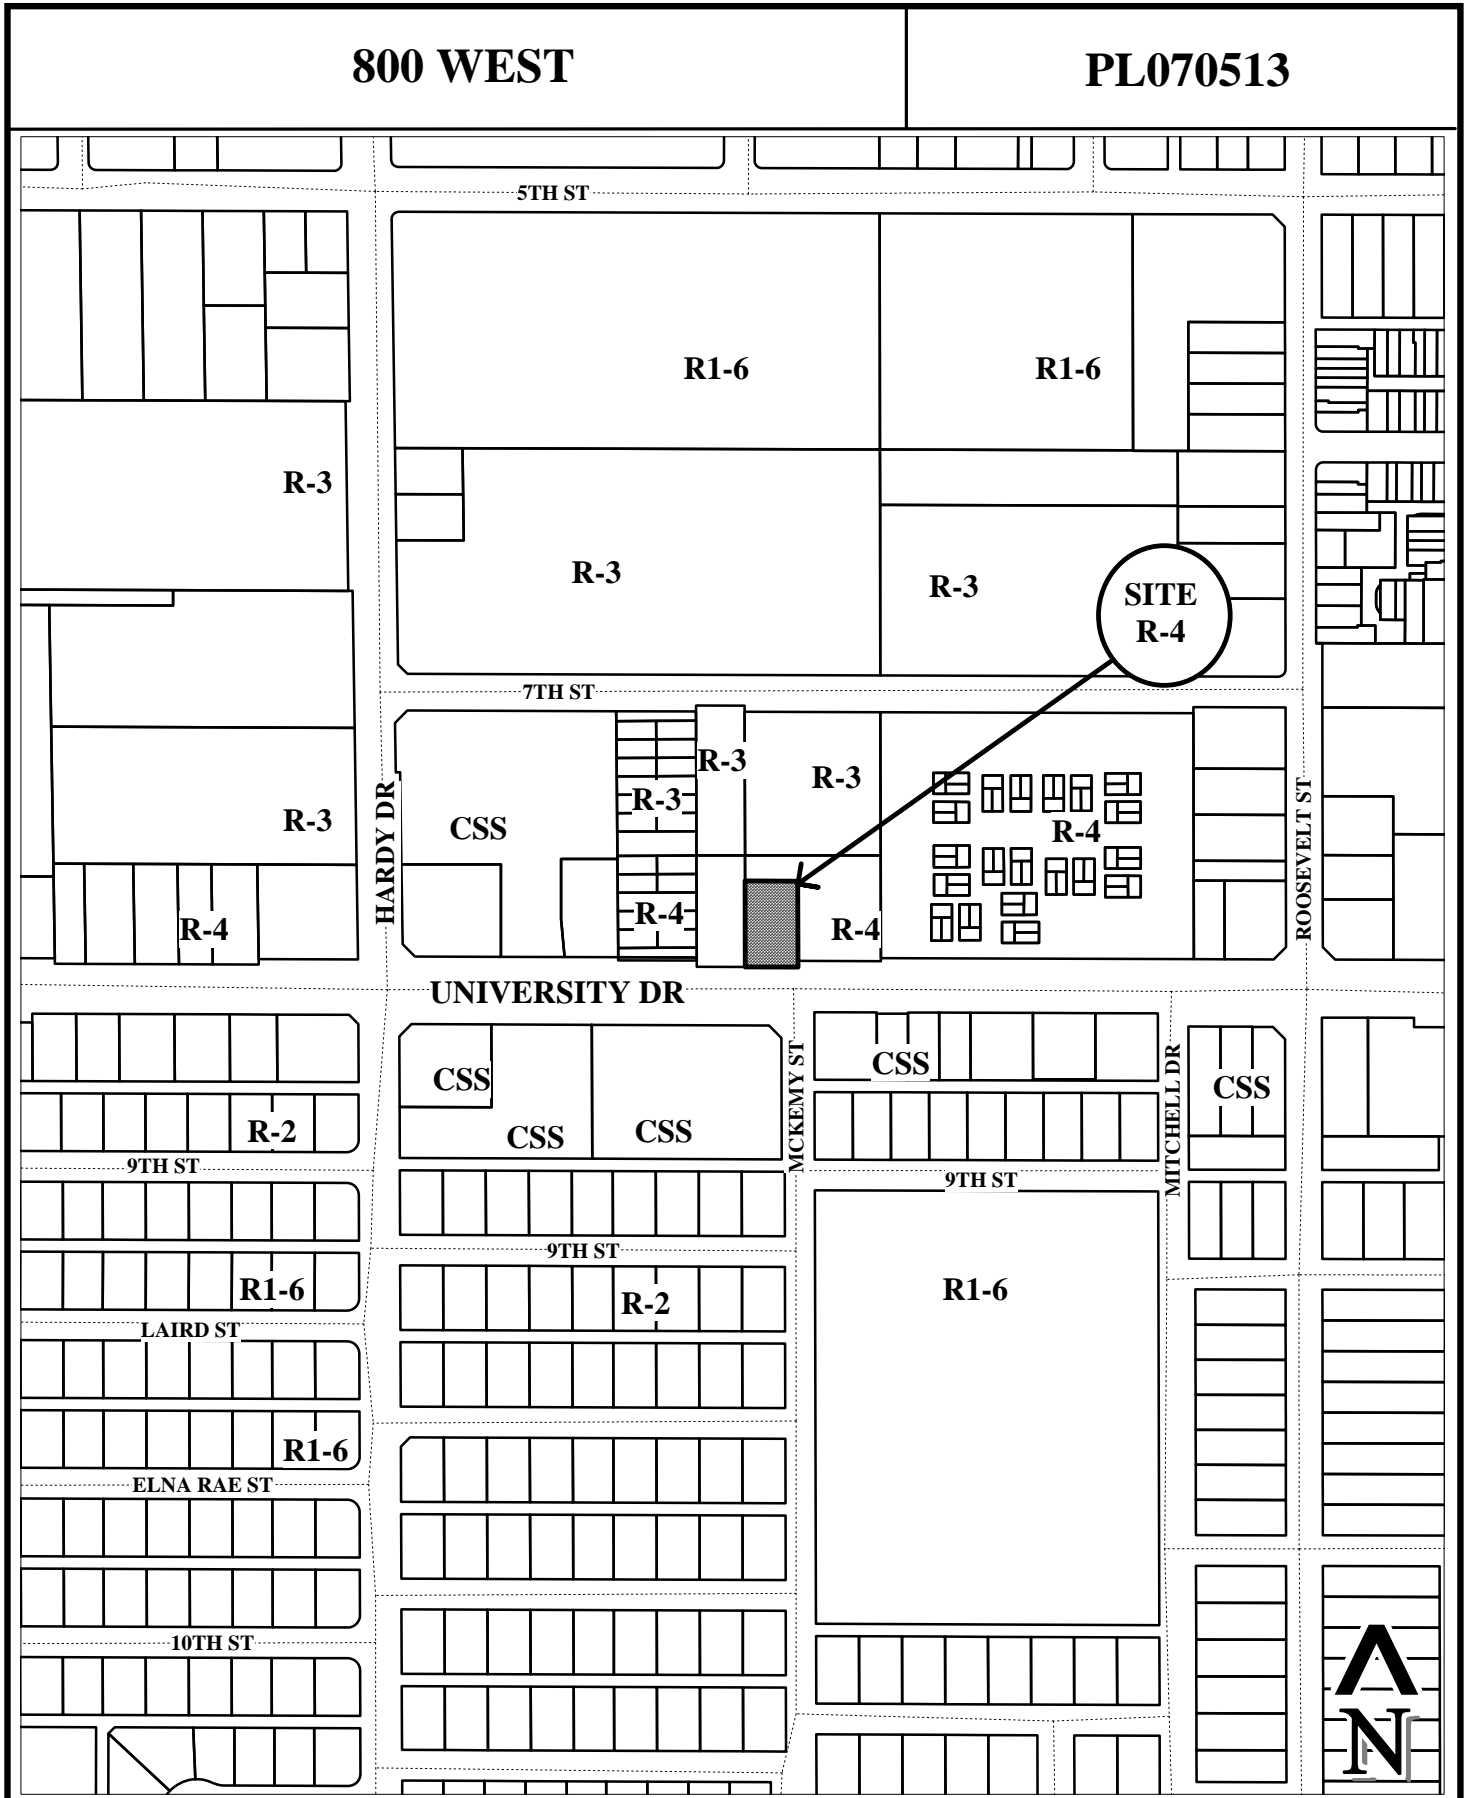 800 WEST
PL070513
5TH ST
R1-6
R1-6
R-3
R-3
R-3
SITE
R-4
7TH ST
R-3
R-3
R-3
R-3
CSS
R-4
HARDY DR
ROOSEVELT ST
R-4
R-4
R-4
UNIVERSITY DR
CSS
CSS
CSS
CSS
CSS
MCKEMY ST
MITCHELL DR
R-2
9TH ST
9TH ST
9TH ST
R1-6
R-2
R1-6
LAIRD ST
R1-6
ELNA RAE ST
10TH ST
N